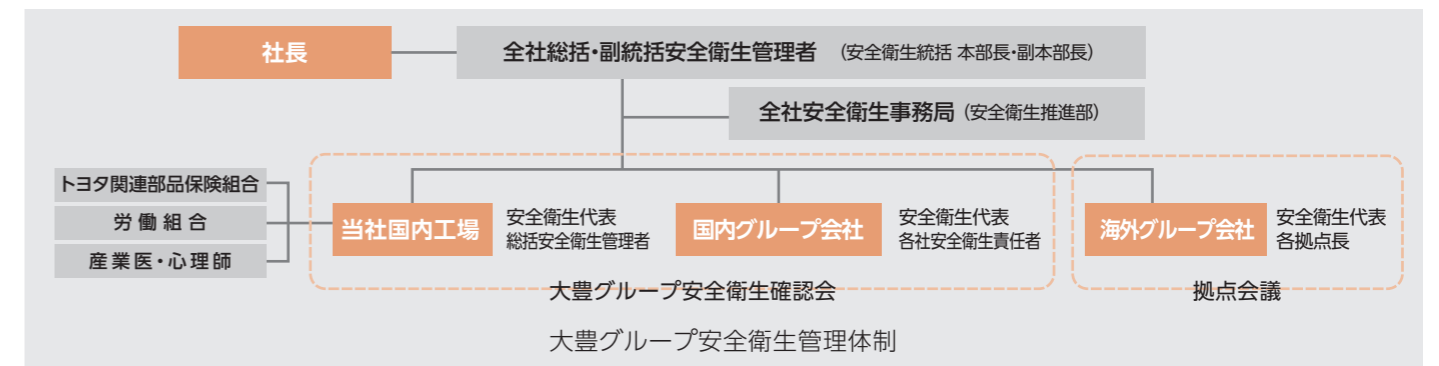 社長
全社総括・副統括安全衛生管理者 (安全衛生統括 本部長・副本部長)
全社安全衛生事務局 (安全衛生推進部)
トヨタ関連部品保険組合
労働組合
産業医・心理師
当社国内工場
安全衛生代表
総括安全衛生管理者
国内グループ会社
安全衛生代表
各社安全衛生責任者
海外グループ会社
安全衛生代表
各拠点長
大豊グループ安全衛生確認会
拠点会議
大豊グループ安全衛生管理体制